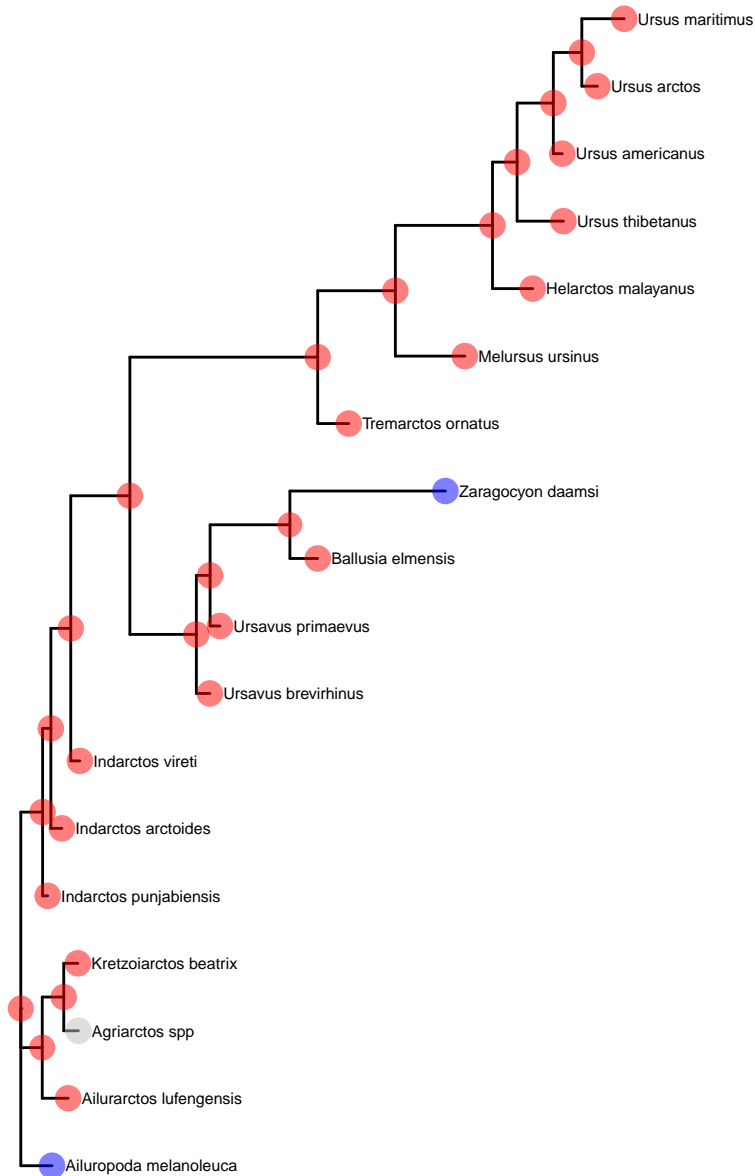 Ursus maritimus
Ursus arctos
Ursus americanus
Ursus thibetanus
Helarctos malayanus
Melursus ursinus
Tremarctos ornatus
Zaragocyon daamsi
Ballusia elmensis
Ursavus primaevus
Ursavus brevirhinus
Indarctos vireti
Indarctos arctoides
Indarctos punjabiensis
Kretzoiarctos beatrix
Agriarctos spp
Ailurarctos lufengensis
Ailuropoda melanoleuca